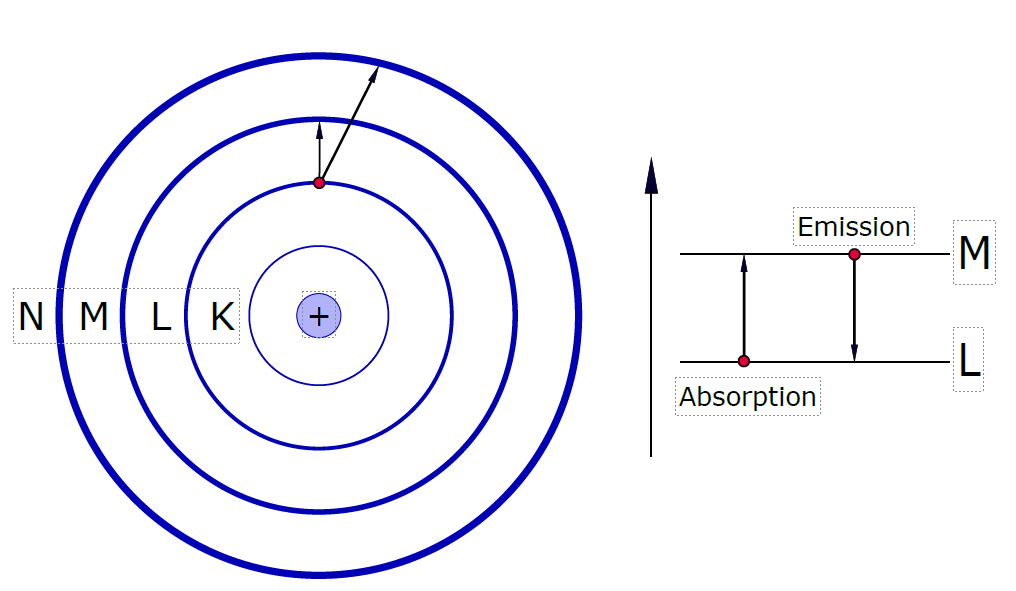 N M L K
+
Emission
M
L
Absorption